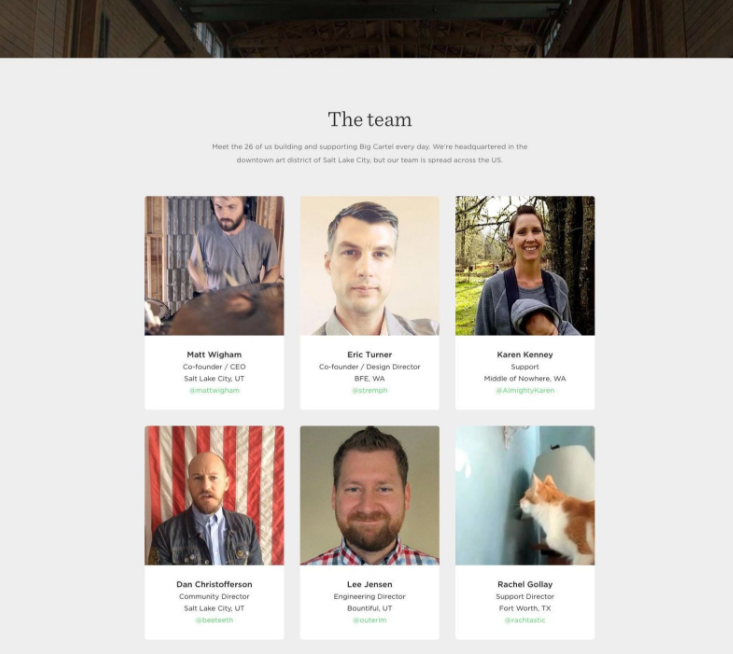 The team
Meet the 26 of us building and supporting Big Cartel every day. We're headquartered in the
downtown art district of Salt Lake City, but our team is spread across the US.
Matt Wigham
Co-founder / CEO
Salt Lake City, UT
@mattwigham
Eric Turner
Co-founder / Design Director
BFE, WA
@stremph
Karen Kenney
Support
Middle of Nowhere, WA
@AlmightyKaren
Dan Christofferson
Community Director
Salt Lake City, UT
@beeteeth
Lee Jensen
Engineering Director
Bountiful, UT
@outerim
Rachel Gollay
Support Director
Fort Worth, TX
@rachtastic